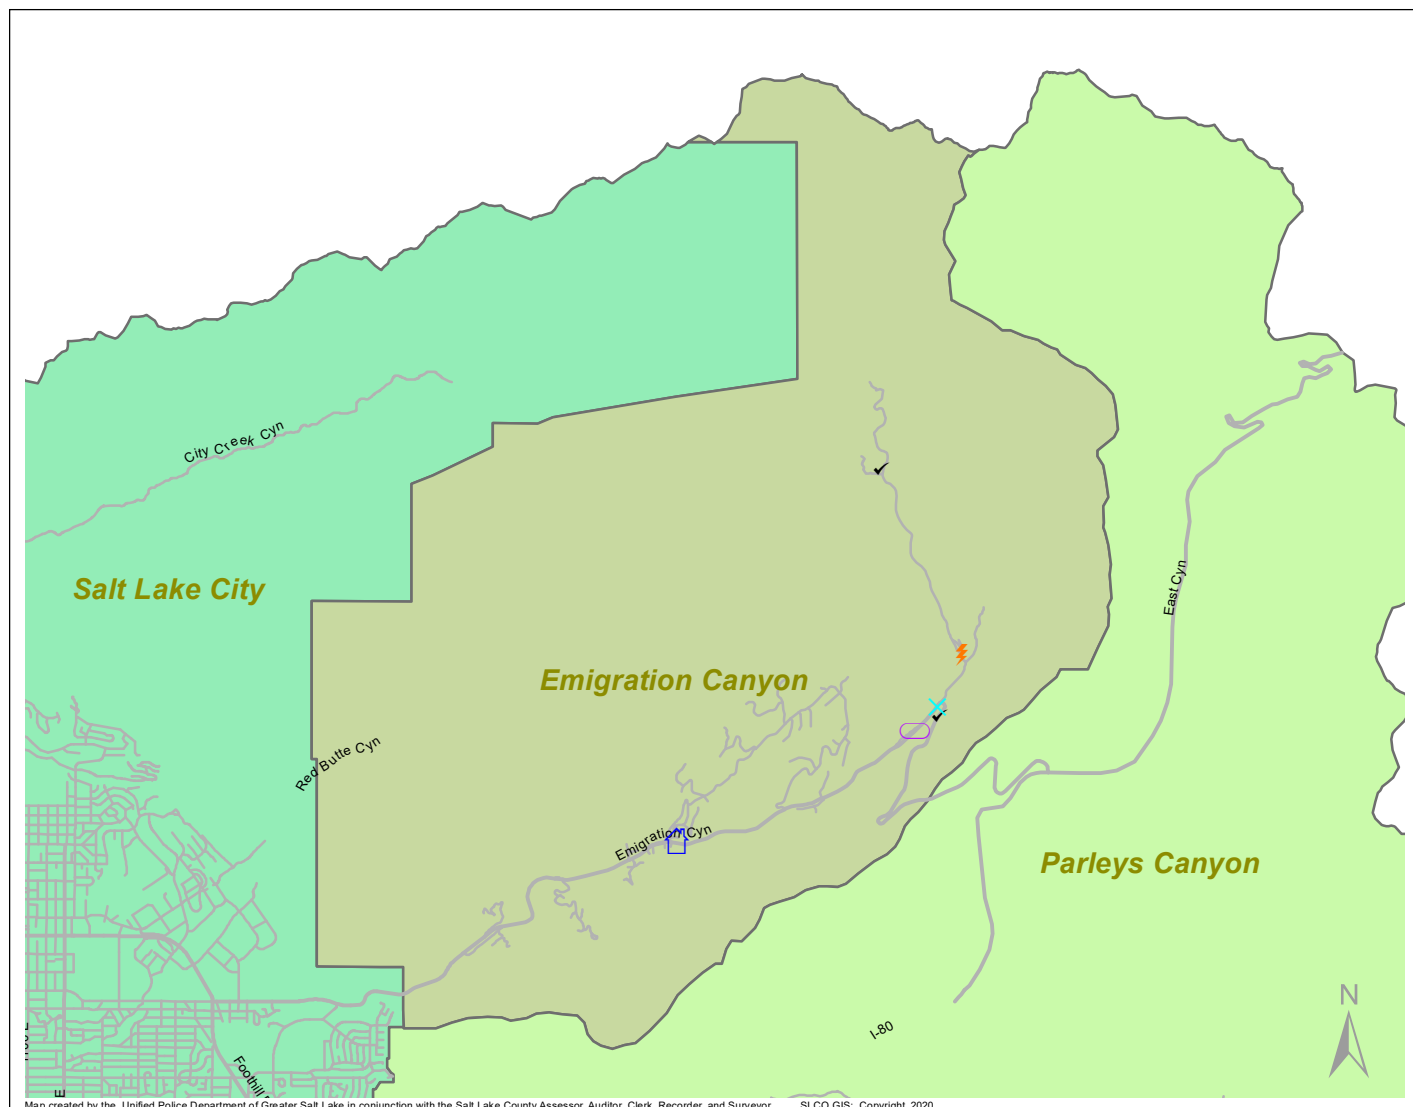 City Creek Cyn
Salt Lake City
East Cyn
Emigration Canyon
Red Butte Cyn
Emigration Cyn
Parleys Canyon
N
I-80
Foothill
E
Map created by the Unified Police Department of Greater Salt Lake in conjunction with the Salt Lake County Assessor, Auditor, Clerk, Recorder, and Surveyor. SLCO GIS: Copyright 2020